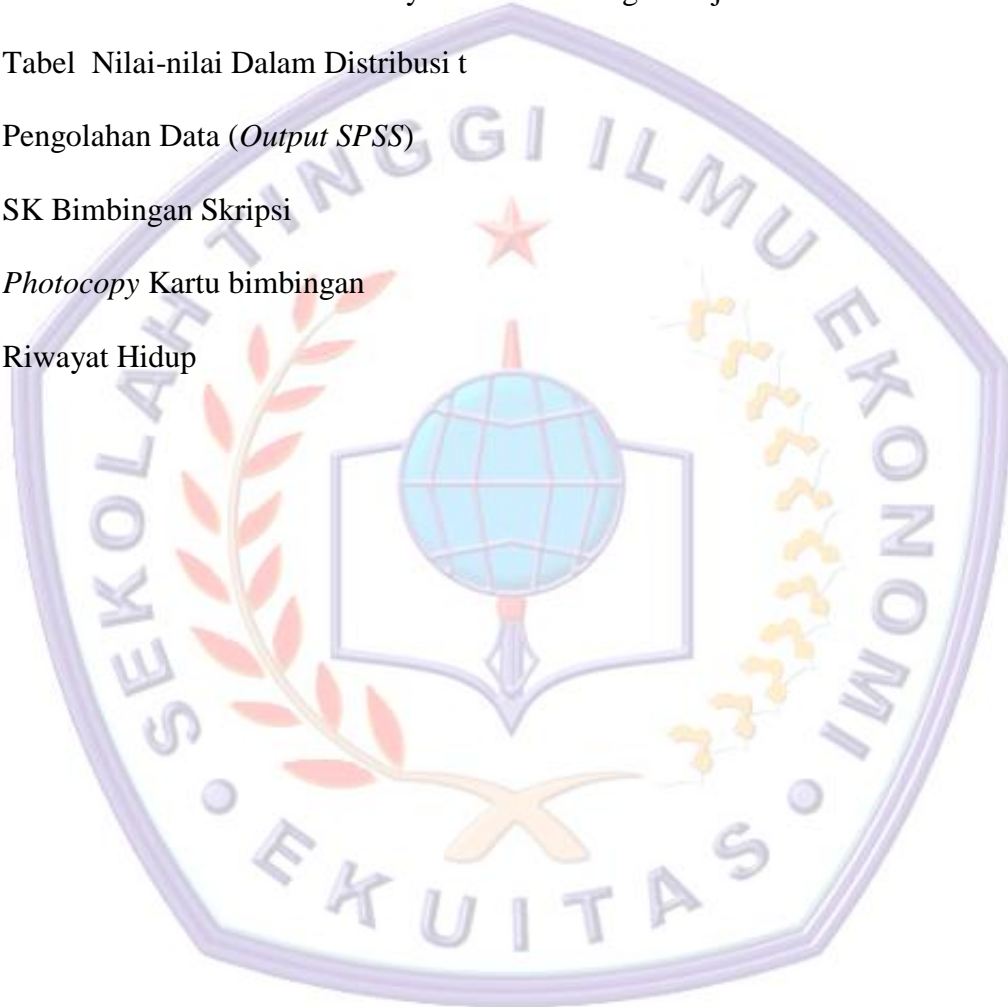 Tabel Nilai-nilai Dalam Distribusi t
Pengolahan Data (Output SPSS)
SK Bimbingan Skripsi
Photocopy Kartu bimbingan
Riwayat Hidup
SEKOLAH TINGGI ILMU EKONOMI
• EKUITAS •